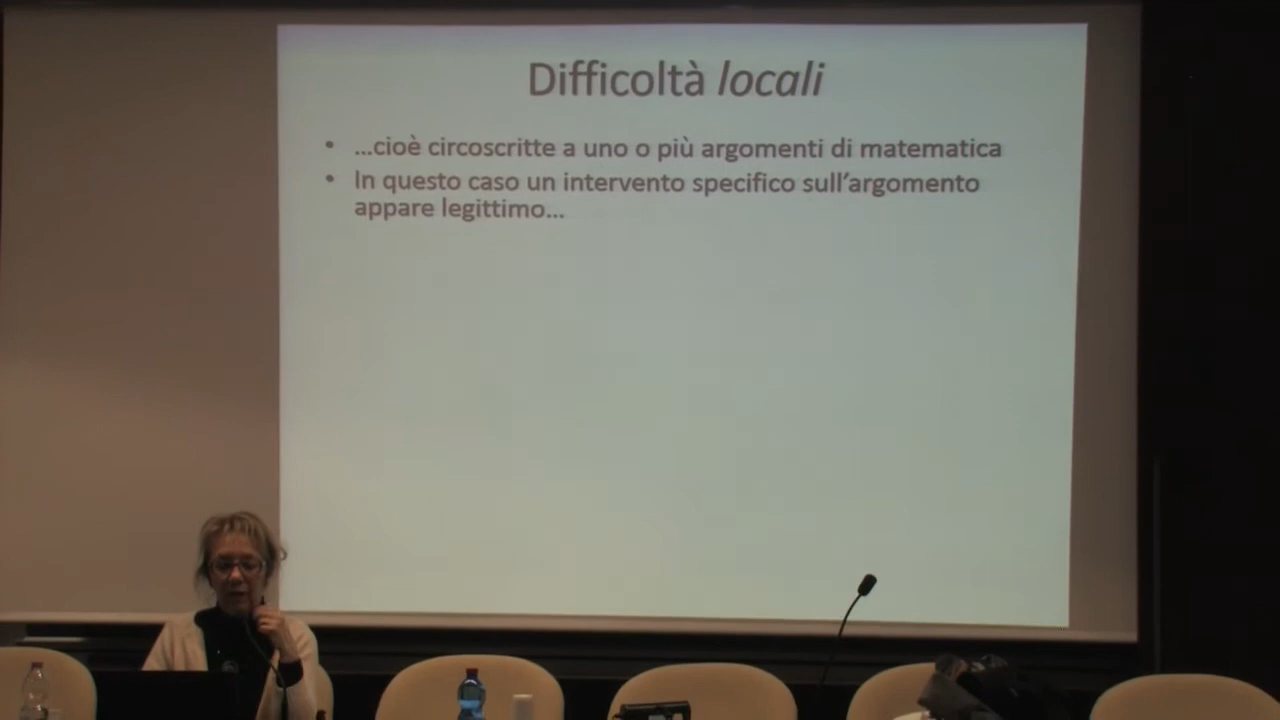 Difficoltà locali
• ...cioè circoscritte a uno o più argomenti di matematica
• In questo caso un intervento specifico sull'argomento
appare legittimo...